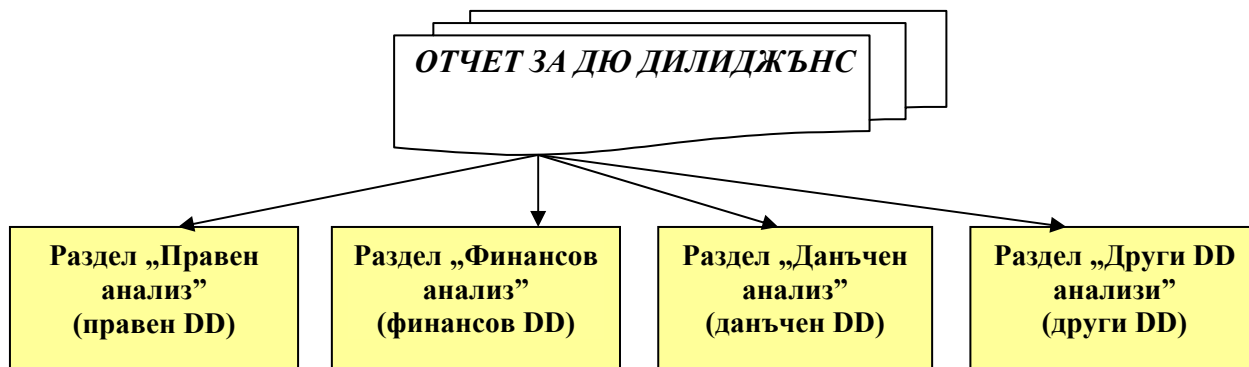 ОТЧЕТ ЗА ДЮ ДИЛИДЖЪНС
Раздел „Правен
анализ”
(правен DD)
Раздел „Финансов
анализ”
(финансов DD)
Раздел „Данъчен
анализ”
(данъчен DD)
Раздел „Други DD
анализи”
(други DD)